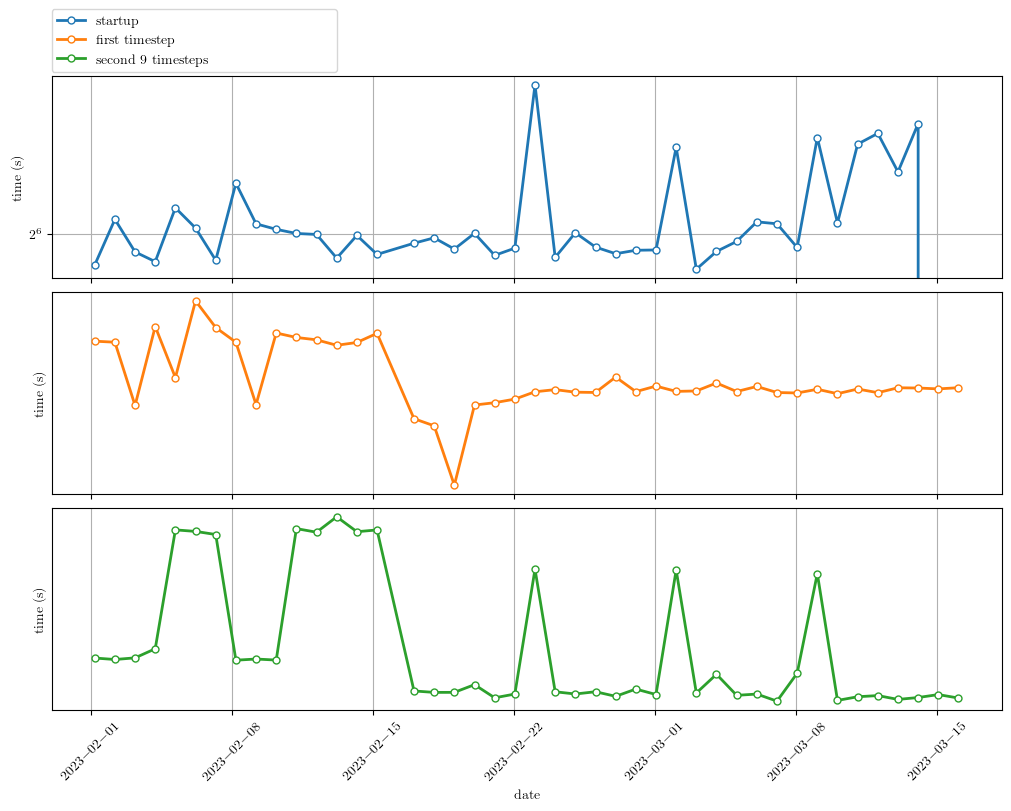 startup
first timestep
second 9 timesteps
time (s)
2^6
time (s)
time (s)
2023−02−01
2023−02−08
2023−02−15
2023−02−22
2023−03−01
2023−03−08
2023−03−15
date